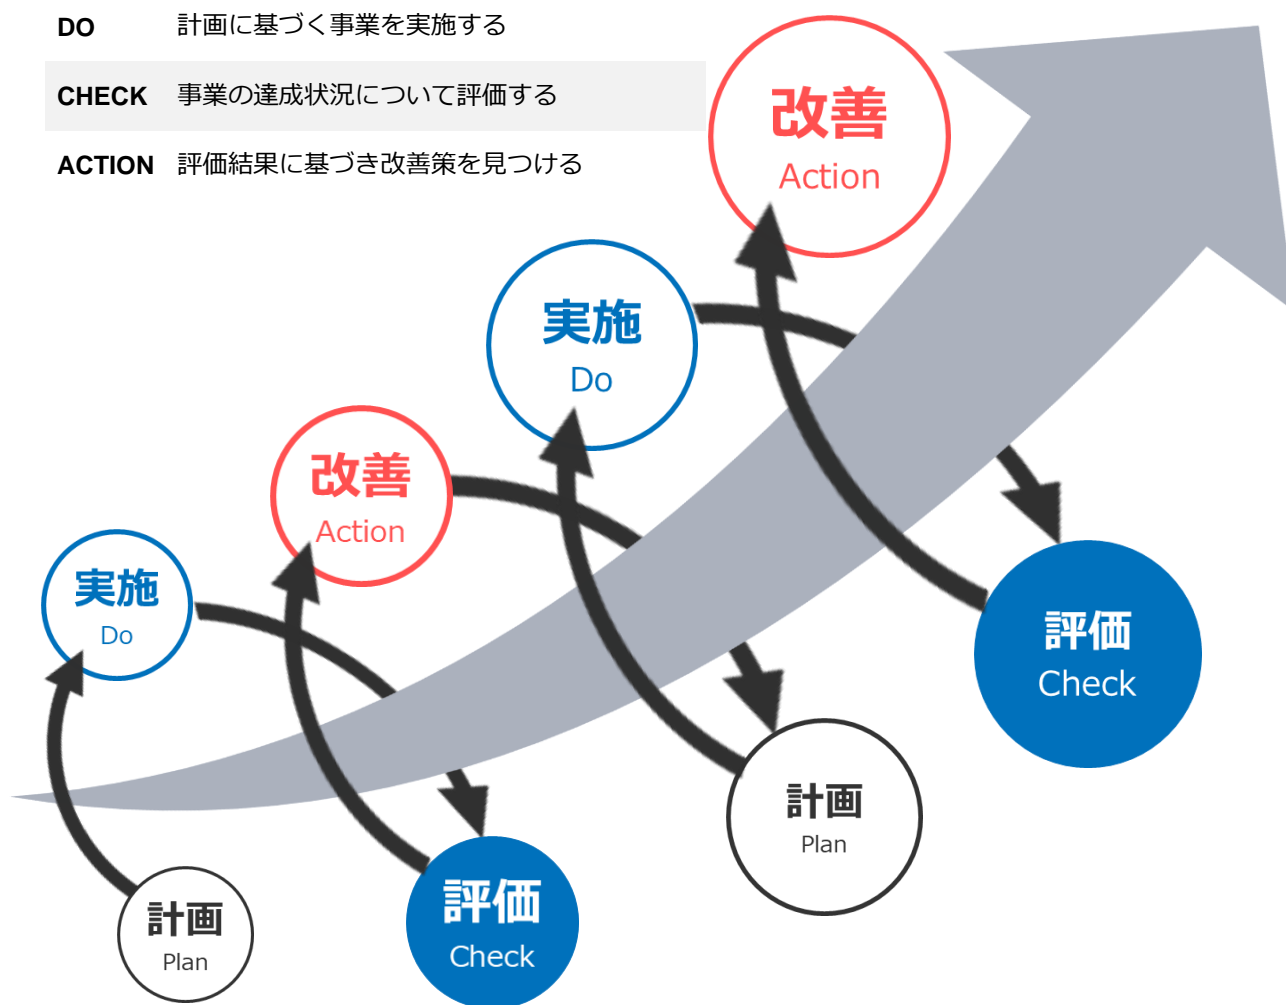 DO 計画に基づく事業を実施する
CHECK 事業の達成状況について評価する
ACTION 評価結果に基づき改善策を見つける
改善
Action
実施
Do
改善
Action
実施
Do
評価
Check
計画
Plan
評価
Check
計画
Plan